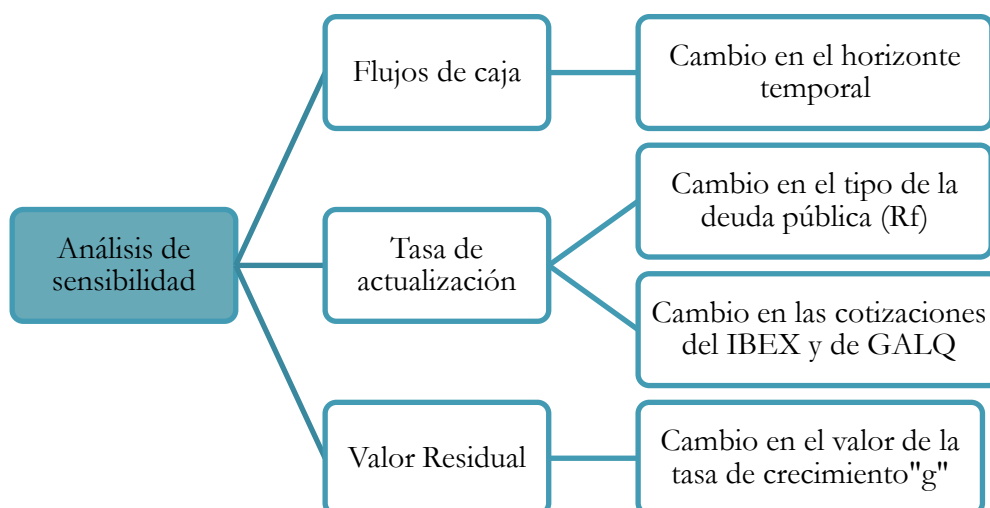 Análisis de
sensibilidad
Flujos de caja
Cambio en el horizonte
temporal
Tasa de
actualización
Cambio en el tipo de la
deuda pública (Rf)
Cambio en las cotizaciones
del IBEX y de GALQ
Valor Residual
Cambio en el valor de la
tasa de crecimiento"g"